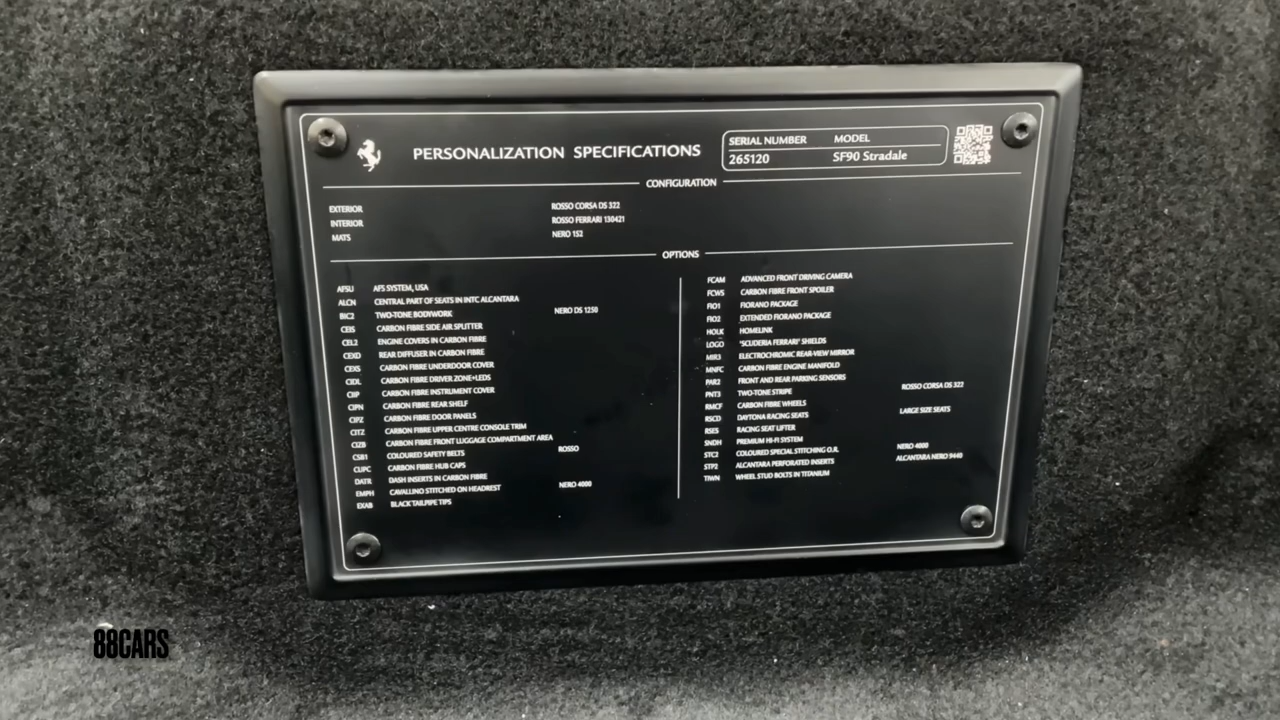 PERSONALIZATION SPECIFICATIONS
SERIAL NUMBER MODEL
265120 SF90 Stradale
CONFIGURATION
EXTERIOR ROSSO CORSA DS 322
INTERIOR ROSSO FERRARI 130421
MATS NERO 152
OPTIONS
AFSU AFS SYSTEM, USA
ALCN CENTRAL PART OF SEATS IN INTC ALCANTARA
BIC2 TWO-TONE BODYWORK NERO DS 1250
CEIS CARBON FIBRE SIDE AIR SPLITTER
CEL2 ENGINE COVERS IN CARBON FIBRE
CEXD REAR DIFFUSER IN CARBON FIBRE
CEXS CARBON FIBRE UNDERDOOR COVER
CIDL CARBON FIBRE DRIVER ZONE+LEDS
CIIP CARBON FIBRE INSTRUMENT COVER
CIPN CARBON FIBRE REAR SHELF
CIPZ CARBON FIBRE DOOR PANELS
CITZ CARBON FIBRE UPPER CENTRE CONSOLE TRIM
CIZB CARBON FIBRE FRONT LUGGAGE COMPARTMENT AREA
CSB1 COLOURED SAFETY BELTS ROSSO
CUPC CARBON FIBRE HUB CAPS
DATR DASH INSERTS IN CARBON FIBRE
EMPH CAVALLINO STITCHED ON HEADREST NERO 4000
EXAB BLACK TAILPIPE TIPS
FCAM ADVANCED FRONT DRIVING CAMERA
FCWS CARBON FIBRE FRONT SPOILER
FIO1 FIORANO PACKAGE
FIO2 EXTENDED FIORANO PACKAGE
HOLK HOMELINK
LOGO "SCUDERIA FERRARI" SHIELDS
MIR3 ELECTROCHROMIC REAR-VIEW MIRROR
MNFC CARBON FIBRE ENGINE MANIFOLD
PAR2 FRONT AND REAR PARKING SENSORS
PNT3 TWO-TONE STRIPE ROSSO CORSA DS 322
RMCF CARBON FIBRE WHEELS
RSCD DAYTONA RACING SEATS LARGE SIZE SEATS
RSES RACING SEAT LIFTER
SNDH PREMIUM HI-FI SYSTEM
STC2 COLOURED SPECIAL STITCHING O.R. NERO 4000
STP2 ALCANTARA PERFORATED INSERTS ALCANTARA NERO 9440
TIWN WHEEL STUD BOLTS IN TITANIUM
88CARS